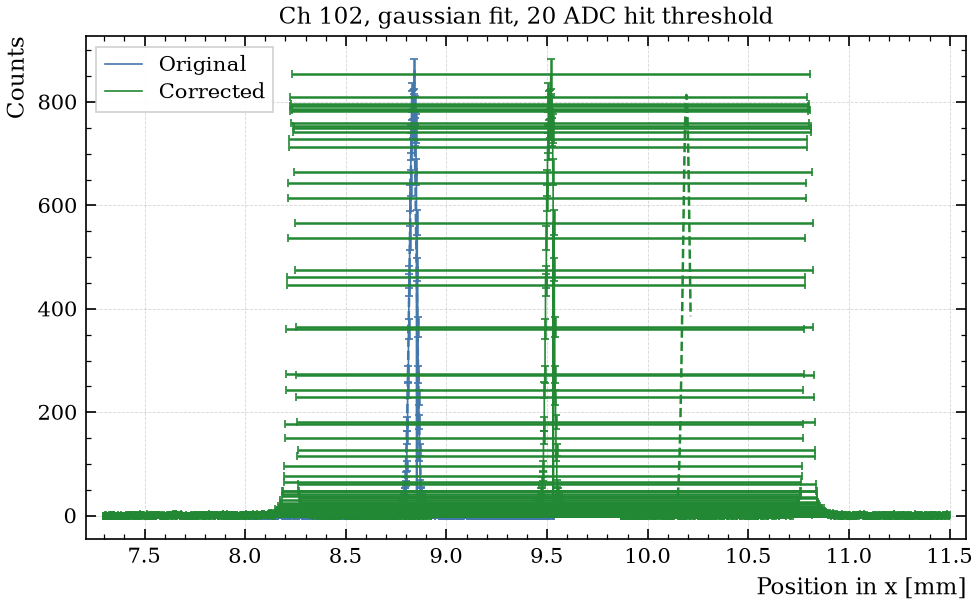 Ch 102, gaussian fit, 20 ADC hit threshold
Counts
Original
Corrected
800
600
400
200
0
7.5 8.0 8.5 9.0 9.5 10.0 10.5 11.0 11.5
Position in x [mm]